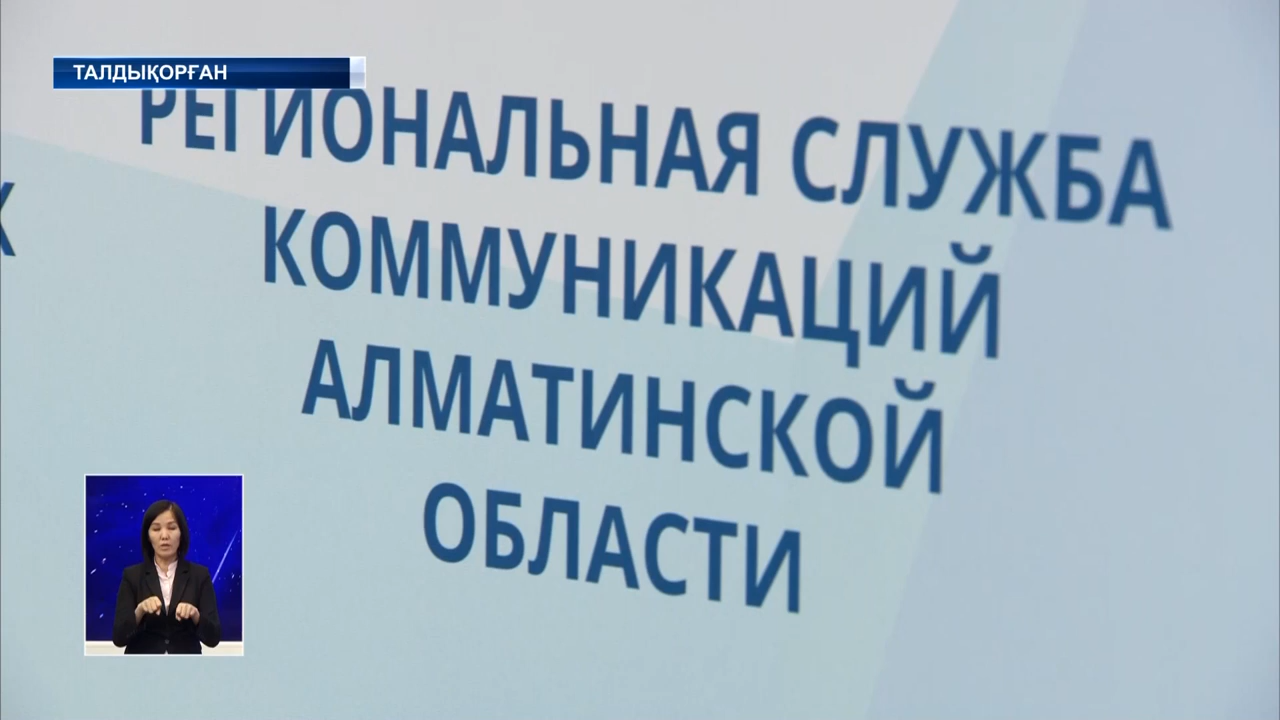 ТАЛДЫҚОРҒАН
РЕГИОНАЛЬНАЯ СЛУЖБА
КОММУНИКАЦИЙ
АЛМАТИНСКОЙ
ОБЛАСТИ